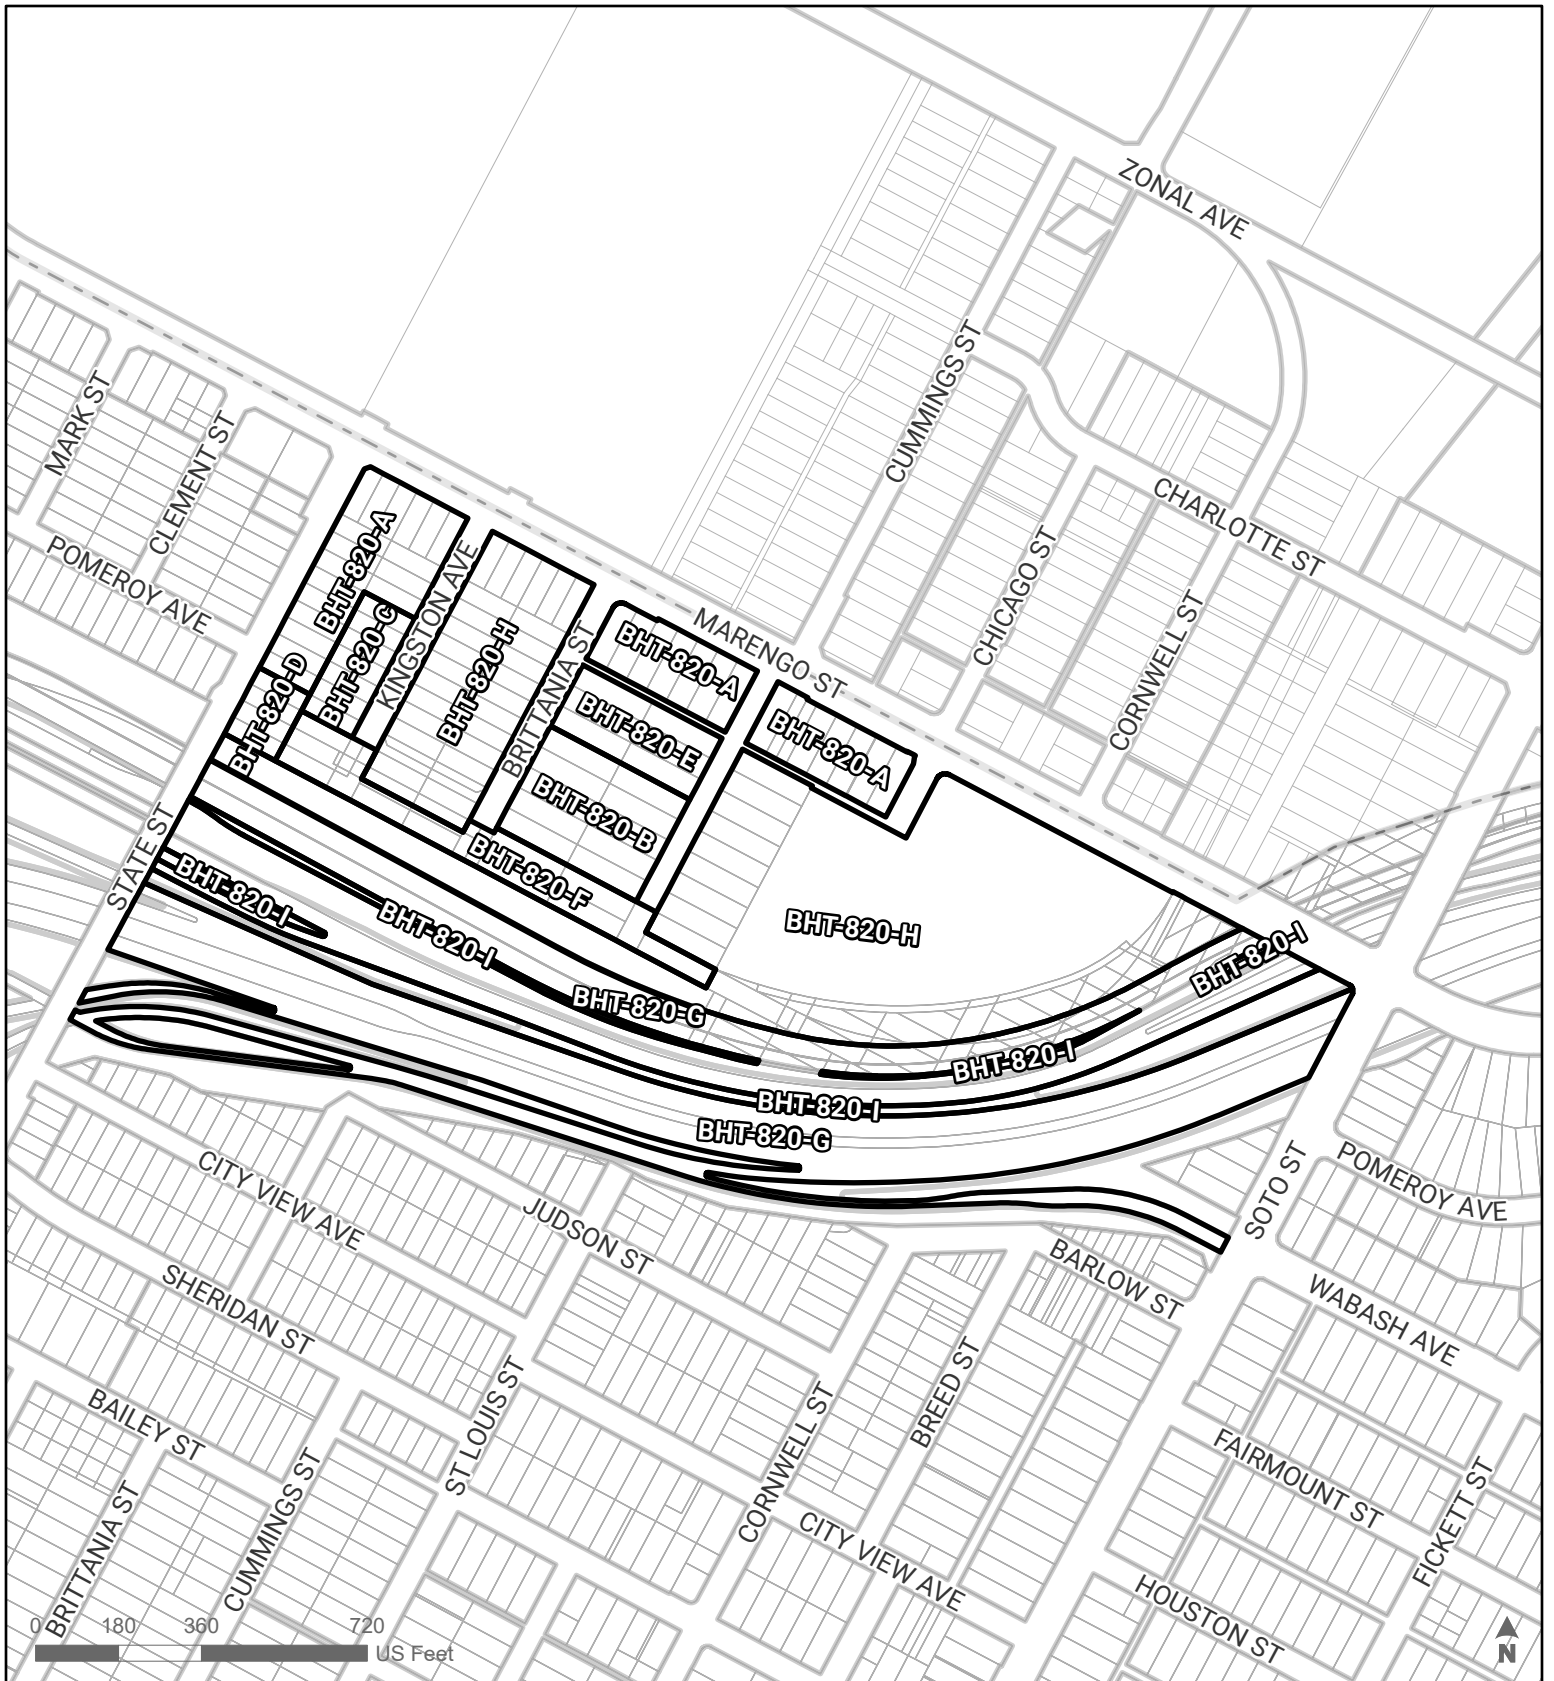 ZONAL AVE
CUMMINGS ST
MARK ST
CLEMENT ST
POMEROY AVE
CHARLOTTE ST
CHICAGO ST
CORNWELL ST
MARENGO ST
BHT-820-A
BHT-820-C
KINGSTON AVE
BHT-820-D
BHT-820-H
BRITTANIA ST
BHT-820-A
BHT-820-E
BHT-820-B
BHT-820-A
BHT-820-F
BHT-820-H
STATE ST
BHT-820-I
BHT-820-I
BHT-820-G
BHT-820-I
BHT-820-I
BHT-820-I
BHT-820-G
SOTO ST
POMEROY AVE
CITY VIEW AVE
JUDSON ST
BARLOW ST
WABASH AVE
SHERIDAN ST
BAILEY ST
ST LOUIS ST
CORNWELL ST
BREED ST
FAIRMOUNT ST
FICKETT ST
BRITTANIA ST
CUMMINGS ST
CITY VIEW AVE
HOUSTON ST
0 180 360 720
US Feet
N